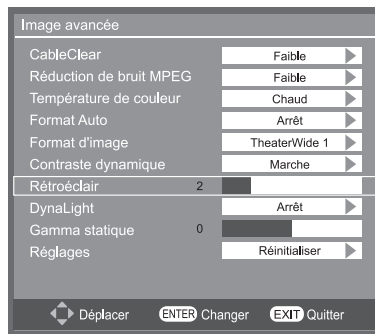 Image avancée
CableClear Faible
Réduction de bruit MPEG Faible
Température de couleur Chaud
Format Auto Arrêt
Format d'image TheaterWide 1
Contraste dynamique Marche
Rétroéclair 2
DynaLight Arrêt
Gamma statique 0
Réglages Réinitialiser
Déplacer ENTER Changer EXIT Quitter